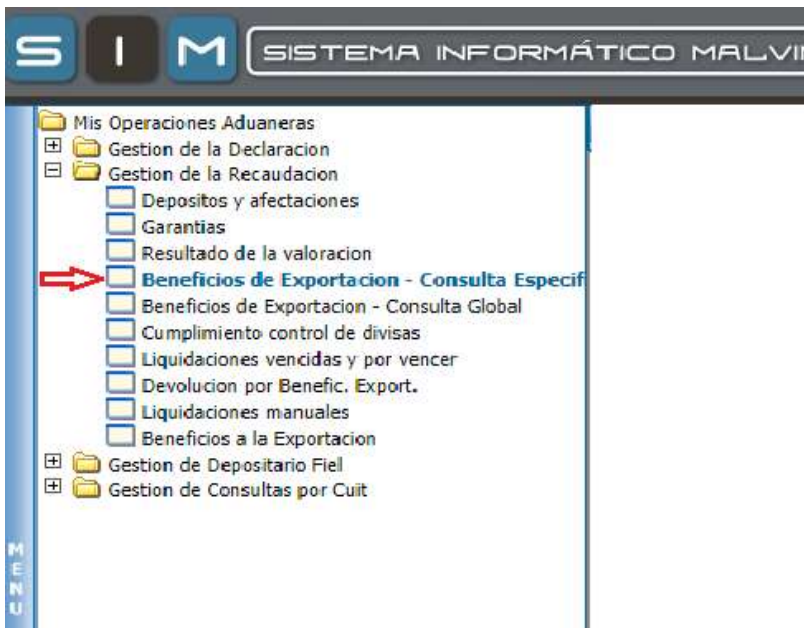 SIM SISTEMA INFORMÁTICO
Mis Operaciones Aduaneras
Gestion de la Declaracion
Gestion de la Recaudacion
Depositos y afectaciones
Garantias
Resultado de la valoracion
Beneficios de Exportacion - Consulta Especif
Beneficios de Exportacion - Consulta Global
Cumplimiento control de divisas
Liquidaciones vencidas y por vencer
Devolucion por Benefic. Export.
Liquidaciones manuales
Beneficios a la Exportacion
Gestion de Depositario Fiel
Gestion de Consultas por Cuit
MENU